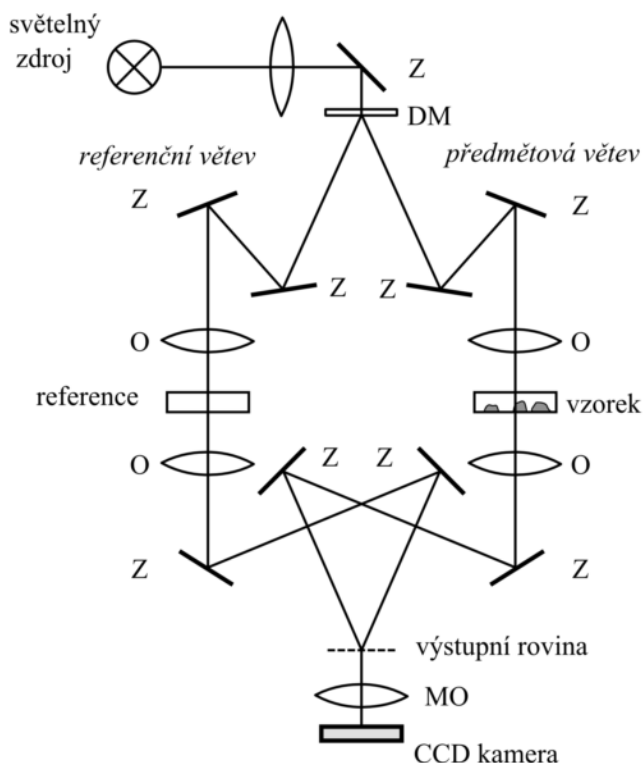 světelný
zdroj
Z
DM
referenční větev
předmětová větev
Z
Z
Z
Z
O
O
reference
vzorek
O
Z
Z
O
Z
Z
výstupní rovina
MO
CCD kamera